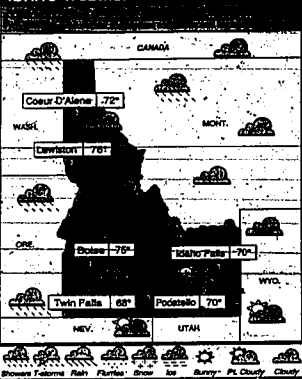 CANADA
Coeur D'Alene 72°
WASH.
MONT.
Lewiston 78°
ORE.
Boise 75°
Idaho Falls 70°
WYO.
Twin Falls 68°
Pocatello 70°
NEV.
UTAH
Showers T-storms Rain Flurries Snow Ice Sunny Pt. Cloudy Cloudy